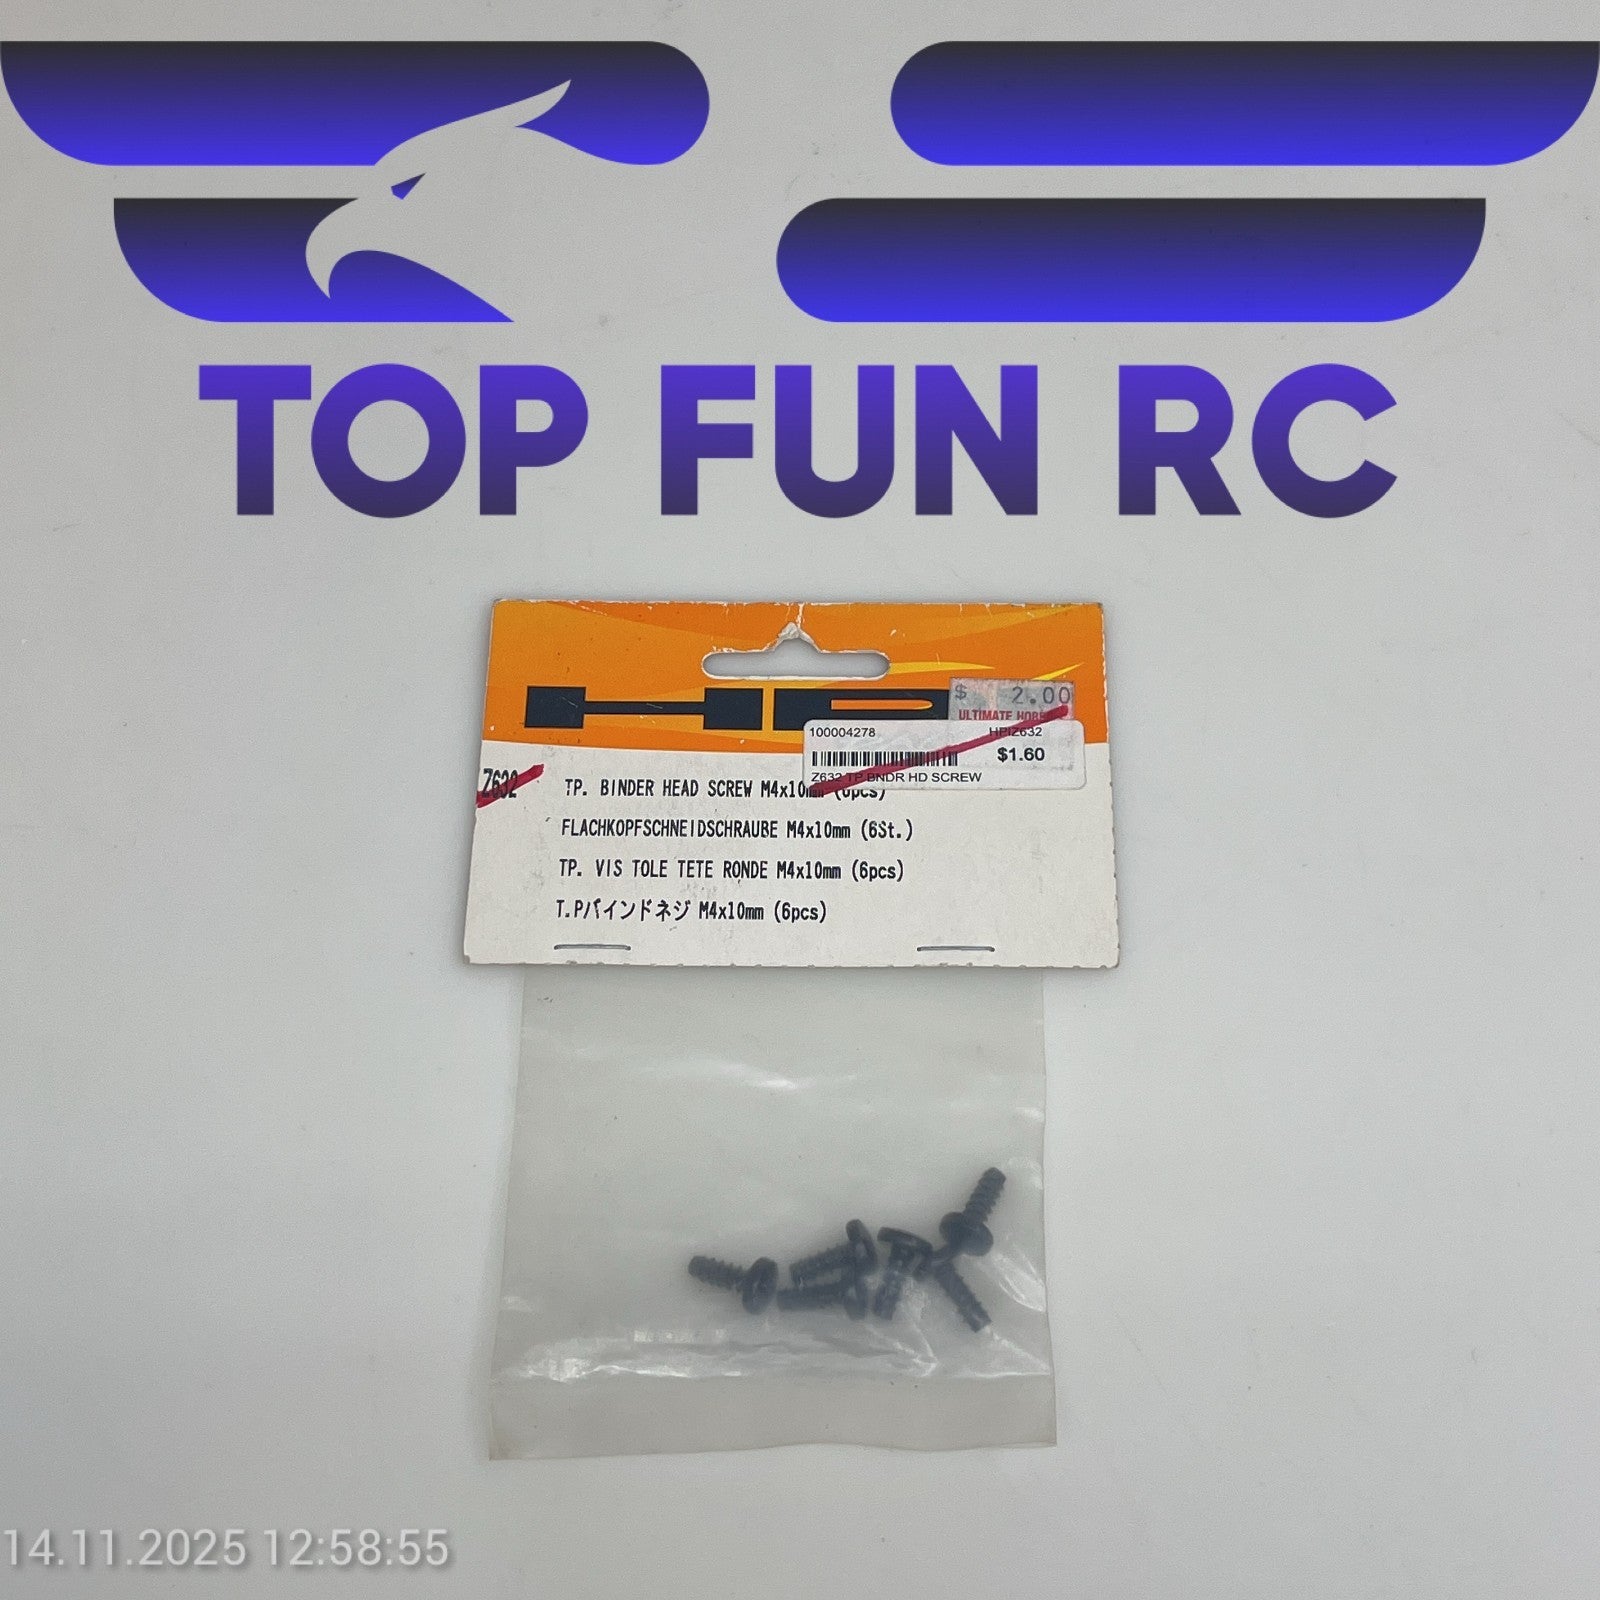 TOP FUN RC
HP
$ 2.00
ULTIMATE
100004278
HPIZ632
$1.60
Z632 TP BNDR HD SCREW
Z632
TP. BINDER HEAD SCREW M4x10mm (6pcs)
FLACHKOPFSCHNEIDSCHRAUBE M4x10mm (6St.)
TP. VIS TOLE TETE RONDE M4x10mm (6pcs)
T.Pバインドネジ M4x10mm (6pcs)
14.11.2025 12:58:55